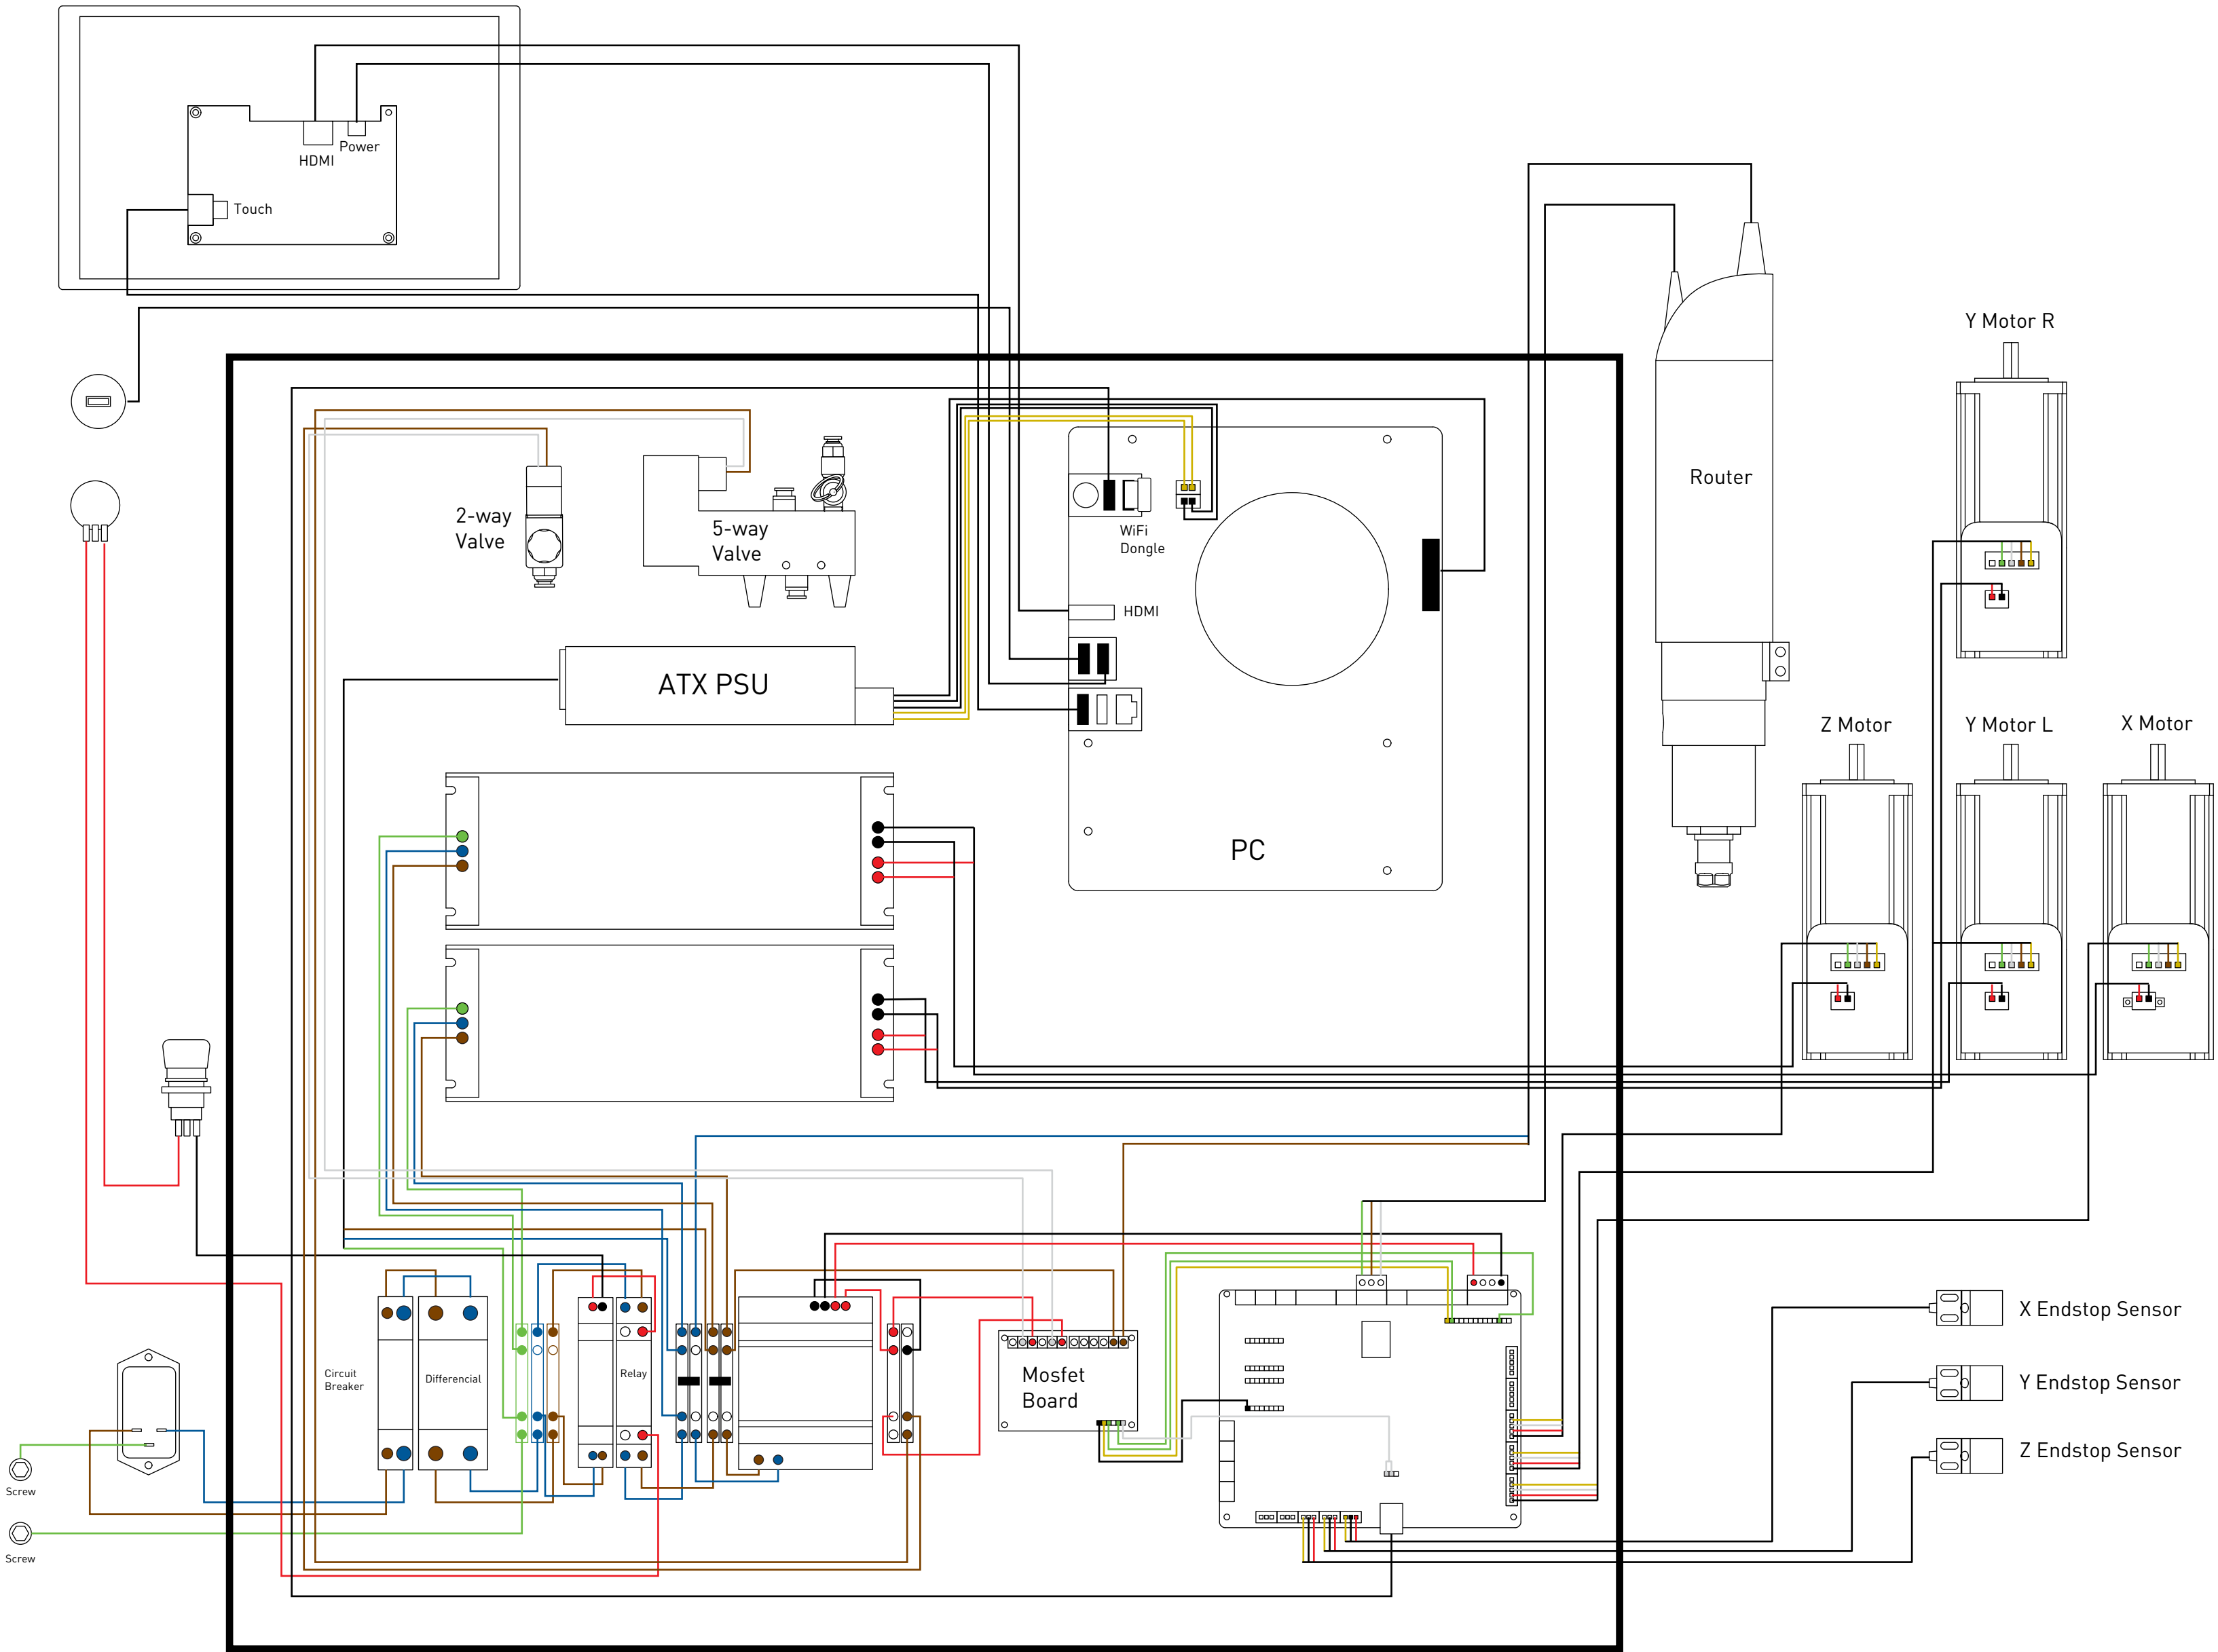 HDMI
Power
Touch
Y Motor R
2-way
Valve
5-way
Valve
WiFi
Dongle
HDMI
Router
ATX PSU
Z Motor
Y Motor L
X Motor
PC
Circuit
Breaker
Differencial
Relay
Mosfet
Board
X Endstop Sensor
Y Endstop Sensor
Z Endstop Sensor
Screw
Screw